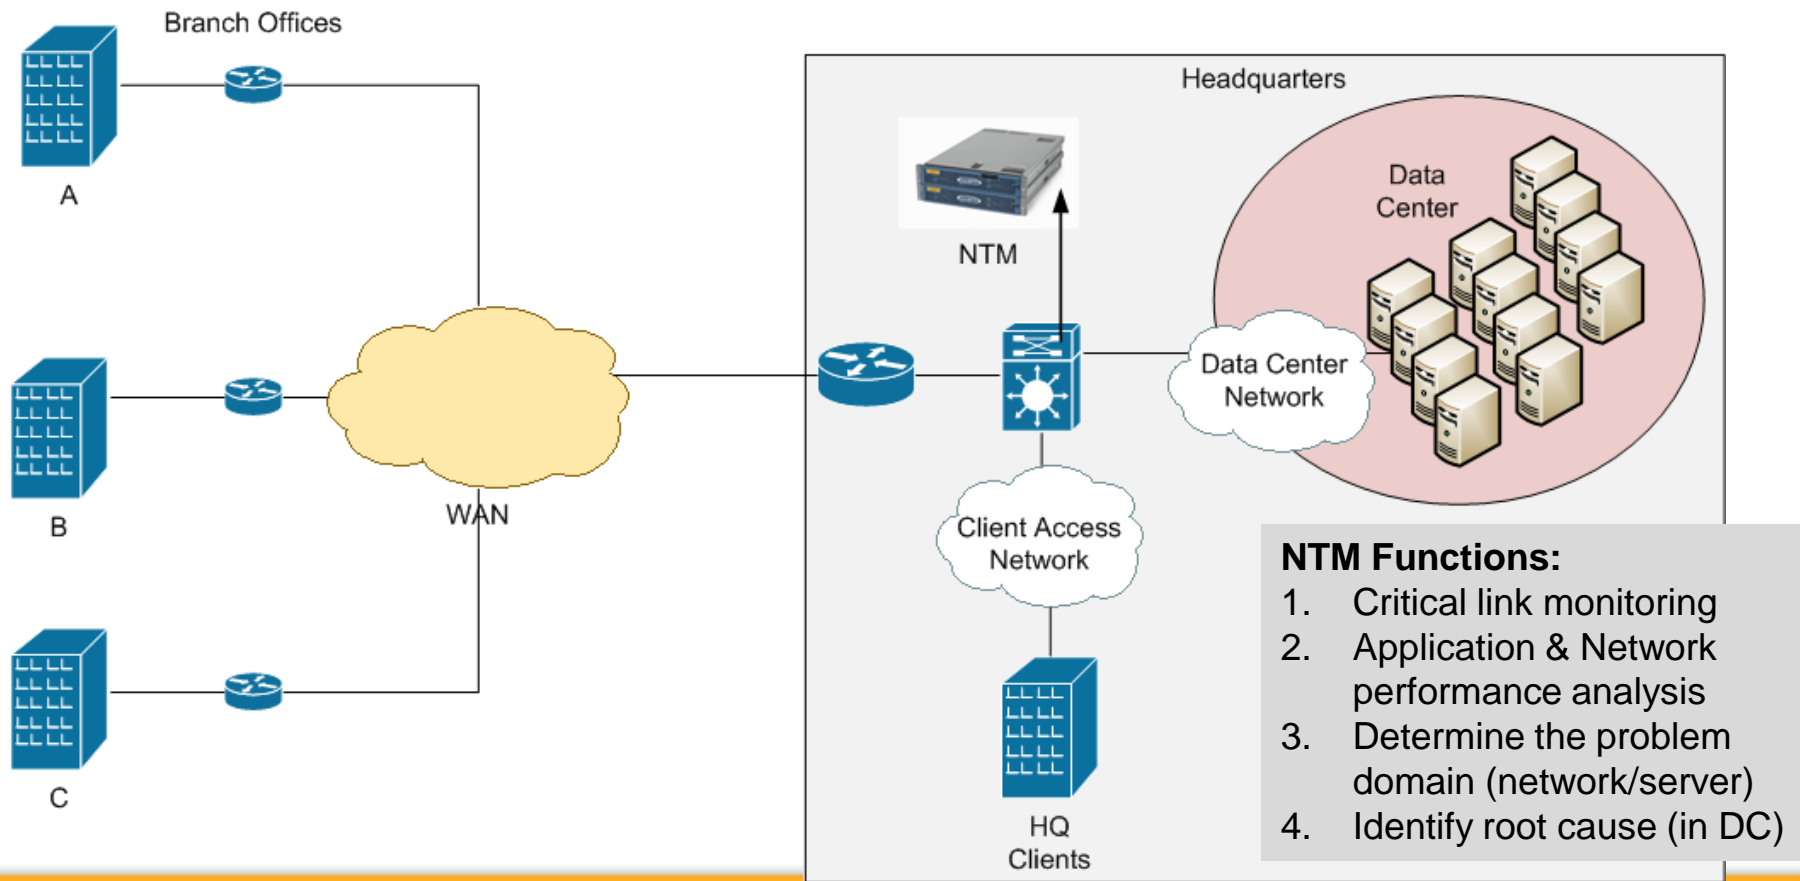 Branch Offices
A
B
C
WAN
Headquarters
NTM
Data
Center
Data Center
Network
Client Access
Network
HQ
Clients
NTM Functions:
1. Critical link monitoring
2. Application & Network
performance analysis
3. Determine the problem
domain (network/server)
4. Identify root cause (in DC)